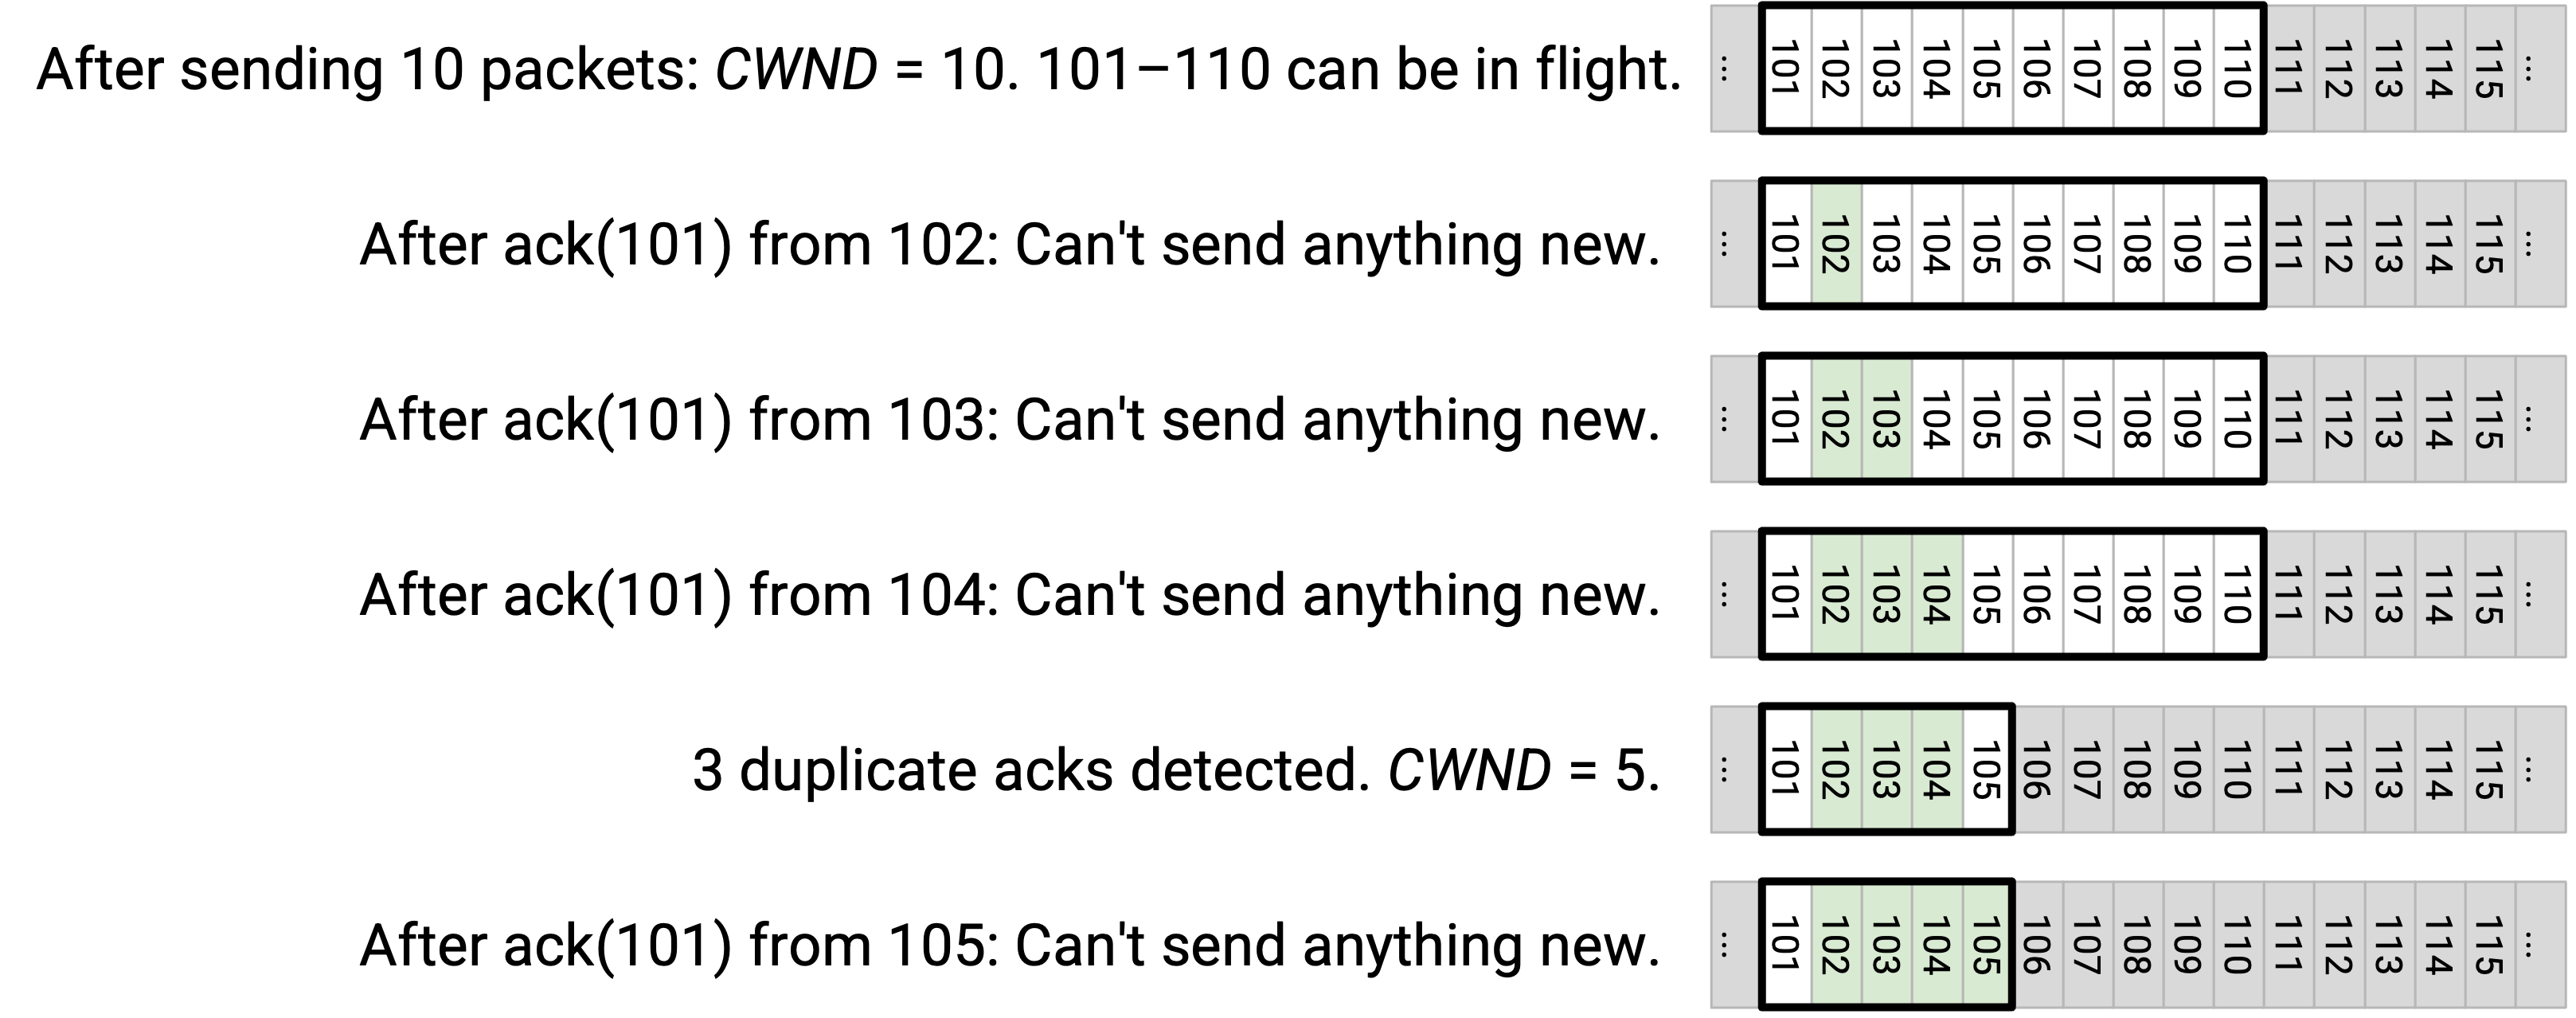 After sending 10 packets: CWND = 10. 101–110 can be in flight. ... 101 102 103 104 105 106 107 108 109 110 111 112 113 114 115 ...
After ack(101) from 102: Can't send anything new. ... 101 102 103 104 105 106 107 108 109 110 111 112 113 114 115 ...
After ack(101) from 103: Can't send anything new. ... 101 102 103 104 105 106 107 108 109 110 111 112 113 114 115 ...
After ack(101) from 104: Can't send anything new. ... 101 102 103 104 105 106 107 108 109 110 111 112 113 114 115 ...
3 duplicate acks detected. CWND = 5. ... 101 102 103 104 105 106 107 108 109 110 111 112 113 114 115 ...
After ack(101) from 105: Can't send anything new. ... 101 102 103 104 105 106 107 108 109 110 111 112 113 114 115 ...